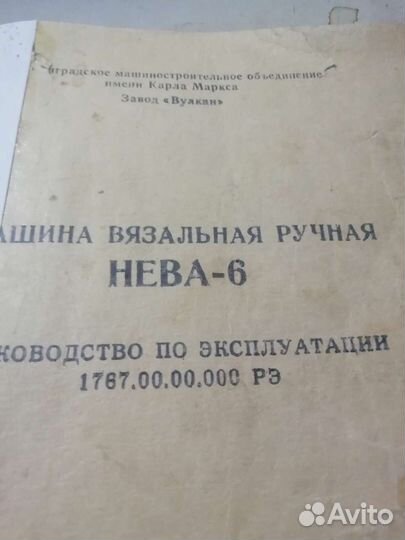 нградское машиностроительное объединение
имени Карла Маркса
Завод «Вулкан»
АШИНА ВЯЗАЛЬНАЯ РУЧНАЯ
НЕВА-6
КОВОДСТВО ПО ЭКСПЛУАТАЦИИ
1767.00.00.000 РЭ
Avito